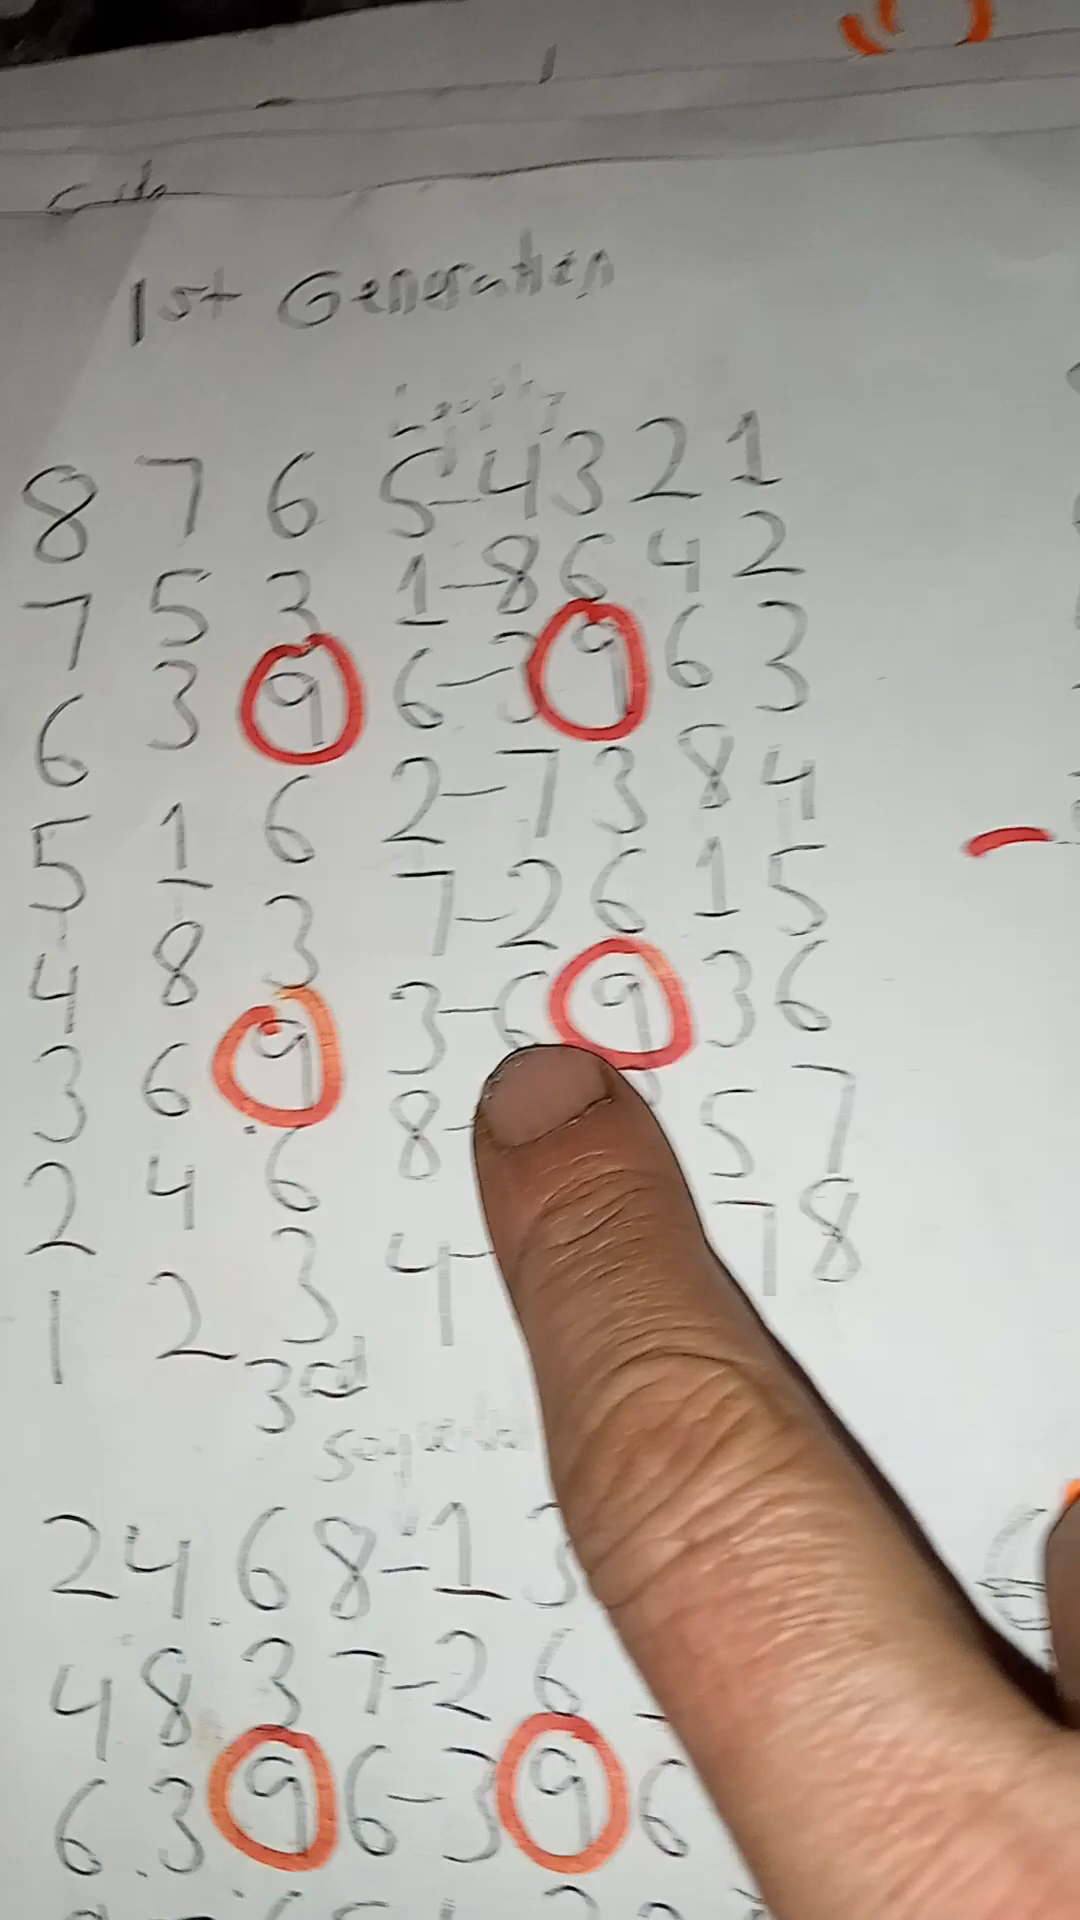 1st Generation
8 7 6 5-4 3 2 1
7 5 3 1-8 6 4 2
6 3 9 6-3 9 6 3
5 1 6 2-7 3 8 4
4 8 3 7-2 6 1 5
3 6 9 3-6 9 3 6
2 4 6 8- 5 7
1 2 3 4- 7 8
3rd
2 4 6 8-1 3
4 8 3 7-2 6
6 3 9 6-3 9 6